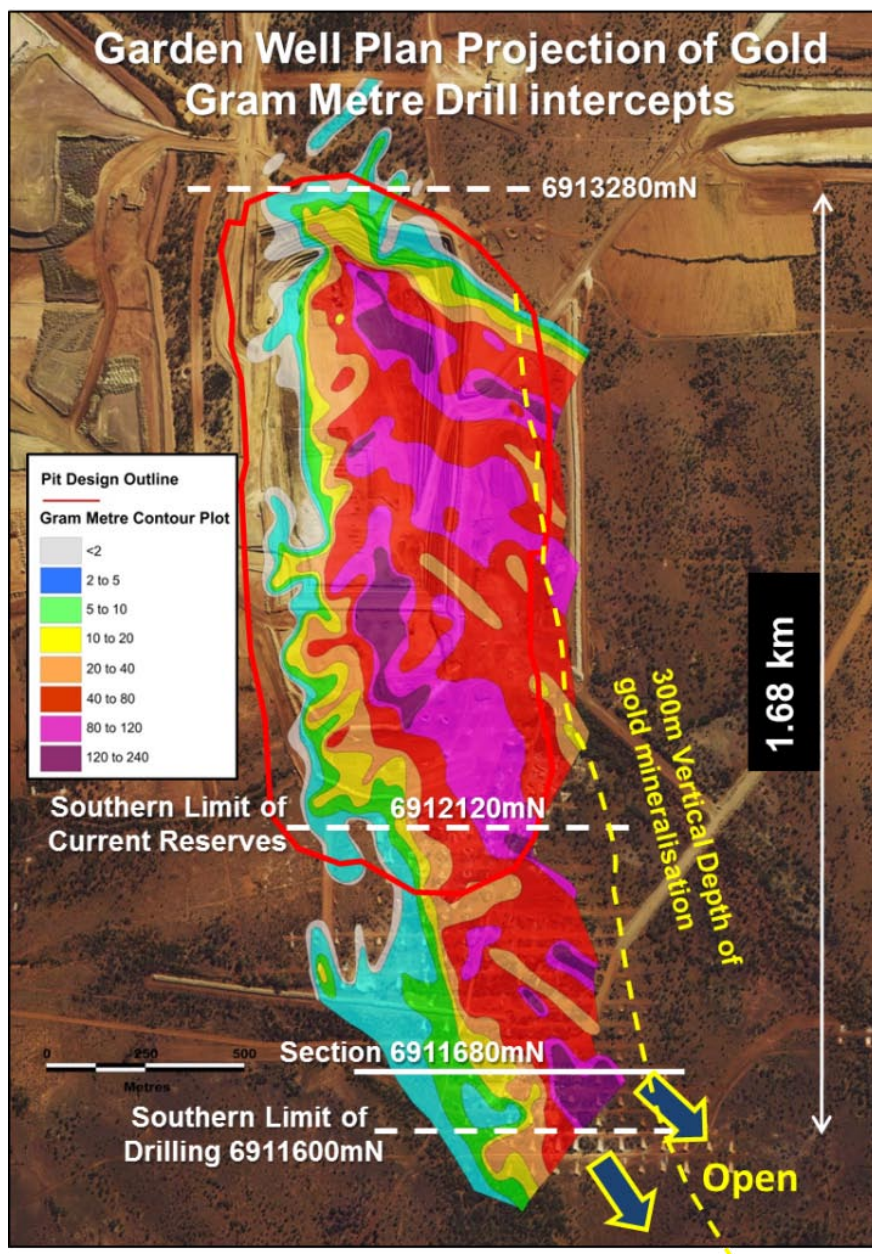 Garden Well Plan Projection of Gold
Gram Metre Drill intercepts
6913280mN
Pit Design Outline
Gram Metre Contour Plot
<2
2 to 5
5 to 10
10 to 20
20 to 40
40 to 80
80 to 120
120 to 240
1.68 km
300m Vertical Depth of
gold mineralisation
Southern Limit of
Current Reserves
6912120mN
Section 6911680mN
0 250 500
Metres
Southern Limit of
Drilling 6911600mN
Open